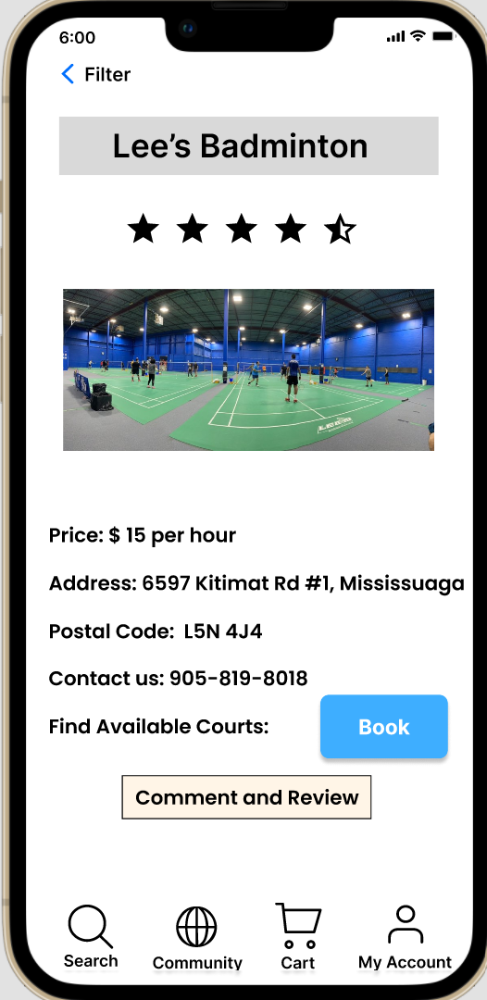 6:00
Filter
Lee's Badminton
LEE'S
Price: $ 15 per hour
Address: 6597 Kitimat Rd #1, Mississuaga
Postal Code: L5N 4J4
Contact us: 905-819-8018
Find Available Courts:
Book
Comment and Review
Search
Community
Cart
My Account